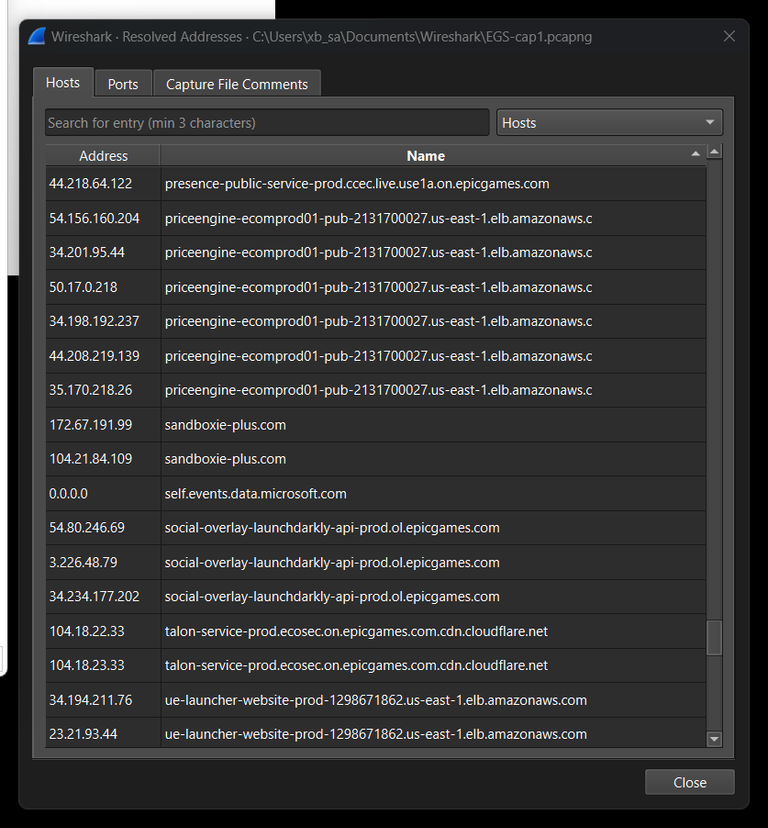 Wireshark · Resolved Addresses · C:\Users\xb_sa\Documents\Wireshark\EGS-cap1.pcapng
Hosts Ports Capture File Comments
Search for entry (min 3 characters) Hosts
Address Name
44.218.64.122 presence-public-service-prod.ccec.live.use1a.on.epicgames.com
54.156.160.204 priceengine-ecomprod01-pub-2131700027.us-east-1.elb.amazonaws.c
34.201.95.44 priceengine-ecomprod01-pub-2131700027.us-east-1.elb.amazonaws.c
50.17.0.218 priceengine-ecomprod01-pub-2131700027.us-east-1.elb.amazonaws.c
34.198.192.237 priceengine-ecomprod01-pub-2131700027.us-east-1.elb.amazonaws.c
44.208.219.139 priceengine-ecomprod01-pub-2131700027.us-east-1.elb.amazonaws.c
35.170.218.26 priceengine-ecomprod01-pub-2131700027.us-east-1.elb.amazonaws.c
172.67.191.99 sandboxie-plus.com
104.21.84.109 sandboxie-plus.com
0.0.0.0 self.events.data.microsoft.com
54.80.246.69 social-overlay-launchdarkly-api-prod.ol.epicgames.com
3.226.48.79 social-overlay-launchdarkly-api-prod.ol.epicgames.com
34.234.177.202 social-overlay-launchdarkly-api-prod.ol.epicgames.com
104.18.22.33 talon-service-prod.ecosec.on.epicgames.com.cdn.cloudflare.net
104.18.23.33 talon-service-prod.ecosec.on.epicgames.com.cdn.cloudflare.net
34.194.211.76 ue-launcher-website-prod-1298671862.us-east-1.elb.amazonaws.com
23.21.93.44 ue-launcher-website-prod-1298671862.us-east-1.elb.amazonaws.com
Close